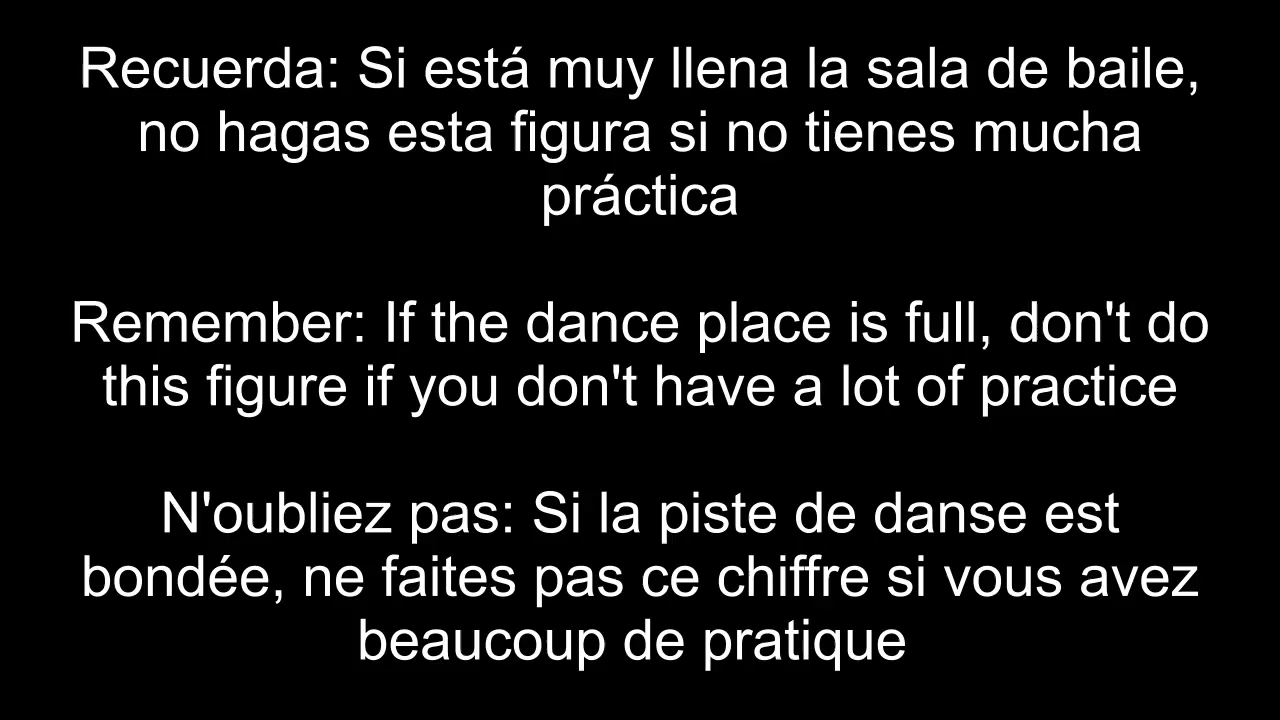 Recuerda: Si está muy llena la sala de baile,
no hagas esta figura si no tienes mucha
práctica
Remember: If the dance place is full, don't do
this figure if you don't have a lot of practice
N'oubliez pas: Si la piste de danse est
bondée, ne faites pas ce chiffre si vous avez
beaucoup de pratique